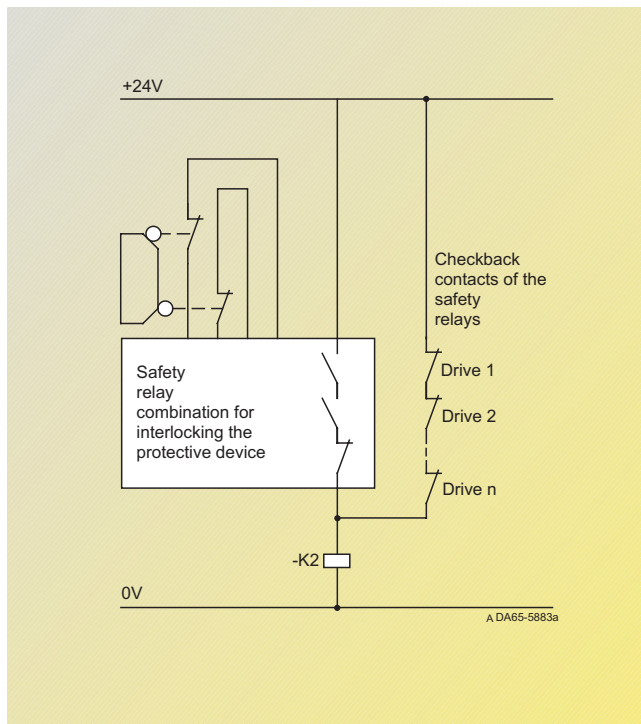 +24V
Checkback
contacts of the
safety
relays
Safety
relay
combination for
interlocking the
protective device
Drive 1
Drive 2
Drive n
-K2
0V
A DA65-5883a